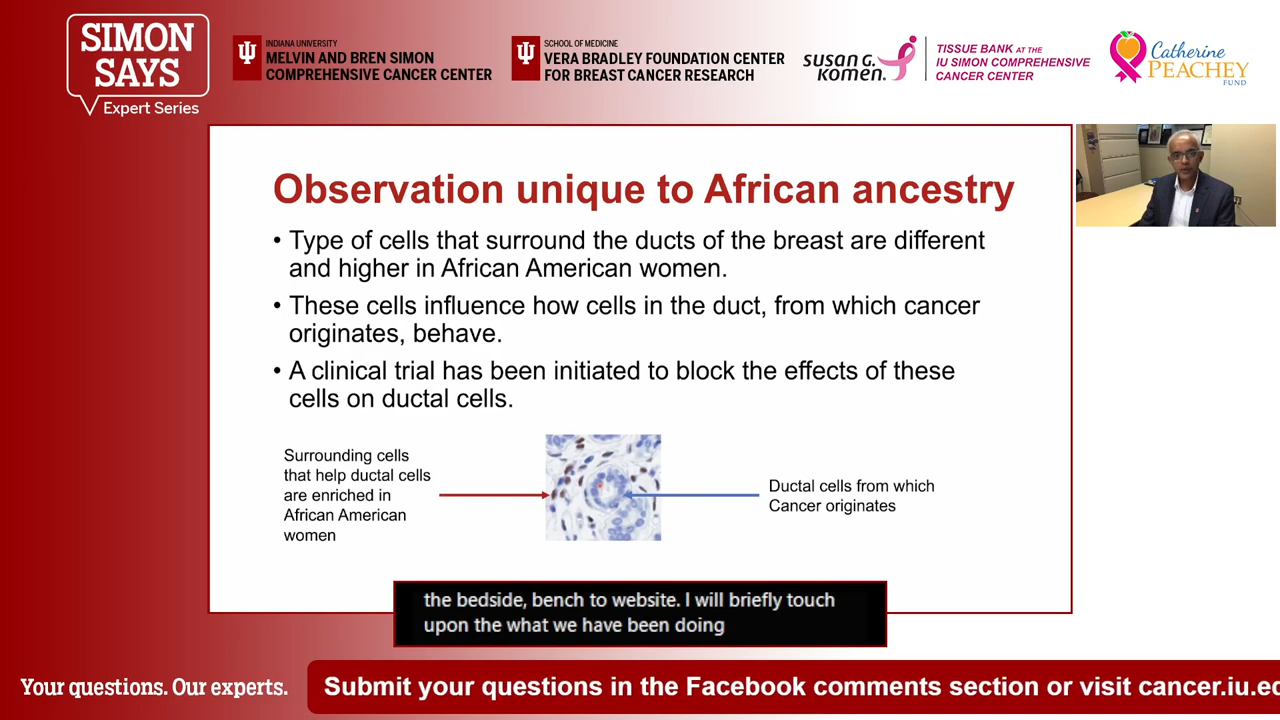 SIMON
SAYS
Expert Series
INDIANA UNIVERSITY
MELVIN AND BREN SIMON
COMPREHENSIVE CANCER CENTER
SCHOOL OF MEDICINE
VERA BRADLEY FOUNDATION CENTER
FOR BREAST CANCER RESEARCH
SUSAN G.
Komen.
TISSUE BANK AT THE
IU SIMON COMPREHENSIVE
CANCER CENTER
Catherine
PEACHEY
FUND
Observation unique to African ancestry
• Type of cells that surround the ducts of the breast are different
and higher in African American women.
• These cells influence how cells in the duct, from which cancer
originates, behave.
• A clinical trial has been initiated to block the effects of these
cells on ductal cells.
Surrounding cells
that help ductal cells
are enriched in
African American
women
Ductal cells from which
Cancer originates
the bedside, bench to website. I will briefly touch
upon the what we have been doing
Your questions. Our experts.
Submit your questions in the Facebook comments section or visit cancer.iu.ed